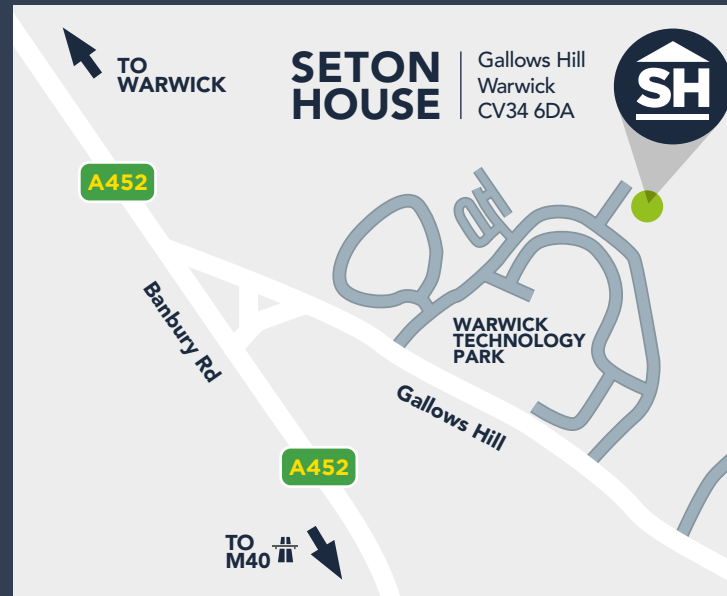 TO
WARWICK
SETON
HOUSE
Gallows Hill
Warwick
CV34 6DA
SH
A452
Banbury Rd
WARWICK
TECHNOLOGY
PARK
Gallows Hill
A452
TO
M40